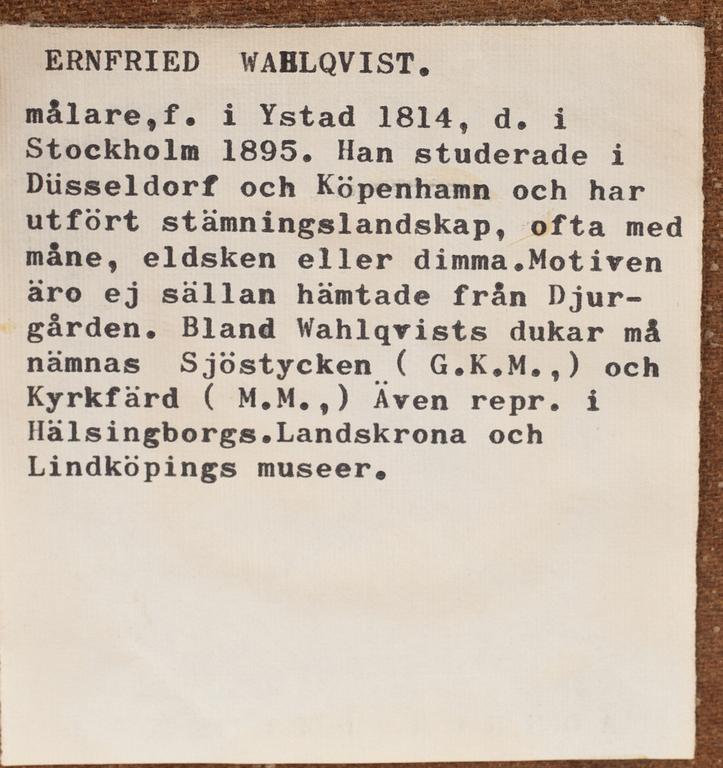 ERNFRIED WAHLQVIST.
målare,f. i Ystad 1814, d. i
Stockholm 1895. Han studerade i
Düsseldorf och Köpenhamn och har
utfört stämningslandskap, ofta med
måne, eldsken eller dimma.Motiven
äro ej sällan hämtade från Djur-
gården. Bland Wahlqvists dukar må
nämnas Sjöstycken ( G.K.M.,) och
Kyrkfärd ( M.M.,) Även repr. i
Hälsingborgs.Landskrona och
Lindköpings museer.